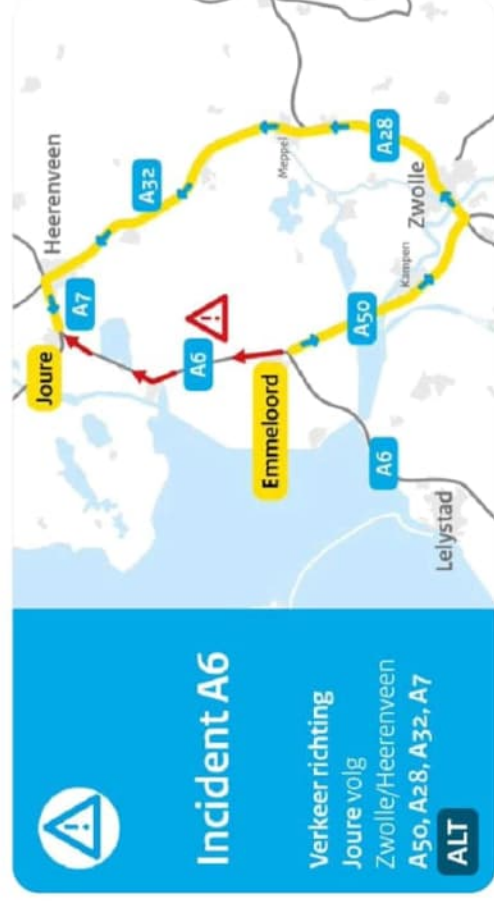 Incident A6
Verkeer richting
Joure volg
Zwolle/Heerenveen
A50, A28, A32, A7
ALT
Heerenveen
Joure
A7
A32
A6
Meppel
Emmeloord
A28
A50
Kampen
Zwolle
A6
Lelystad